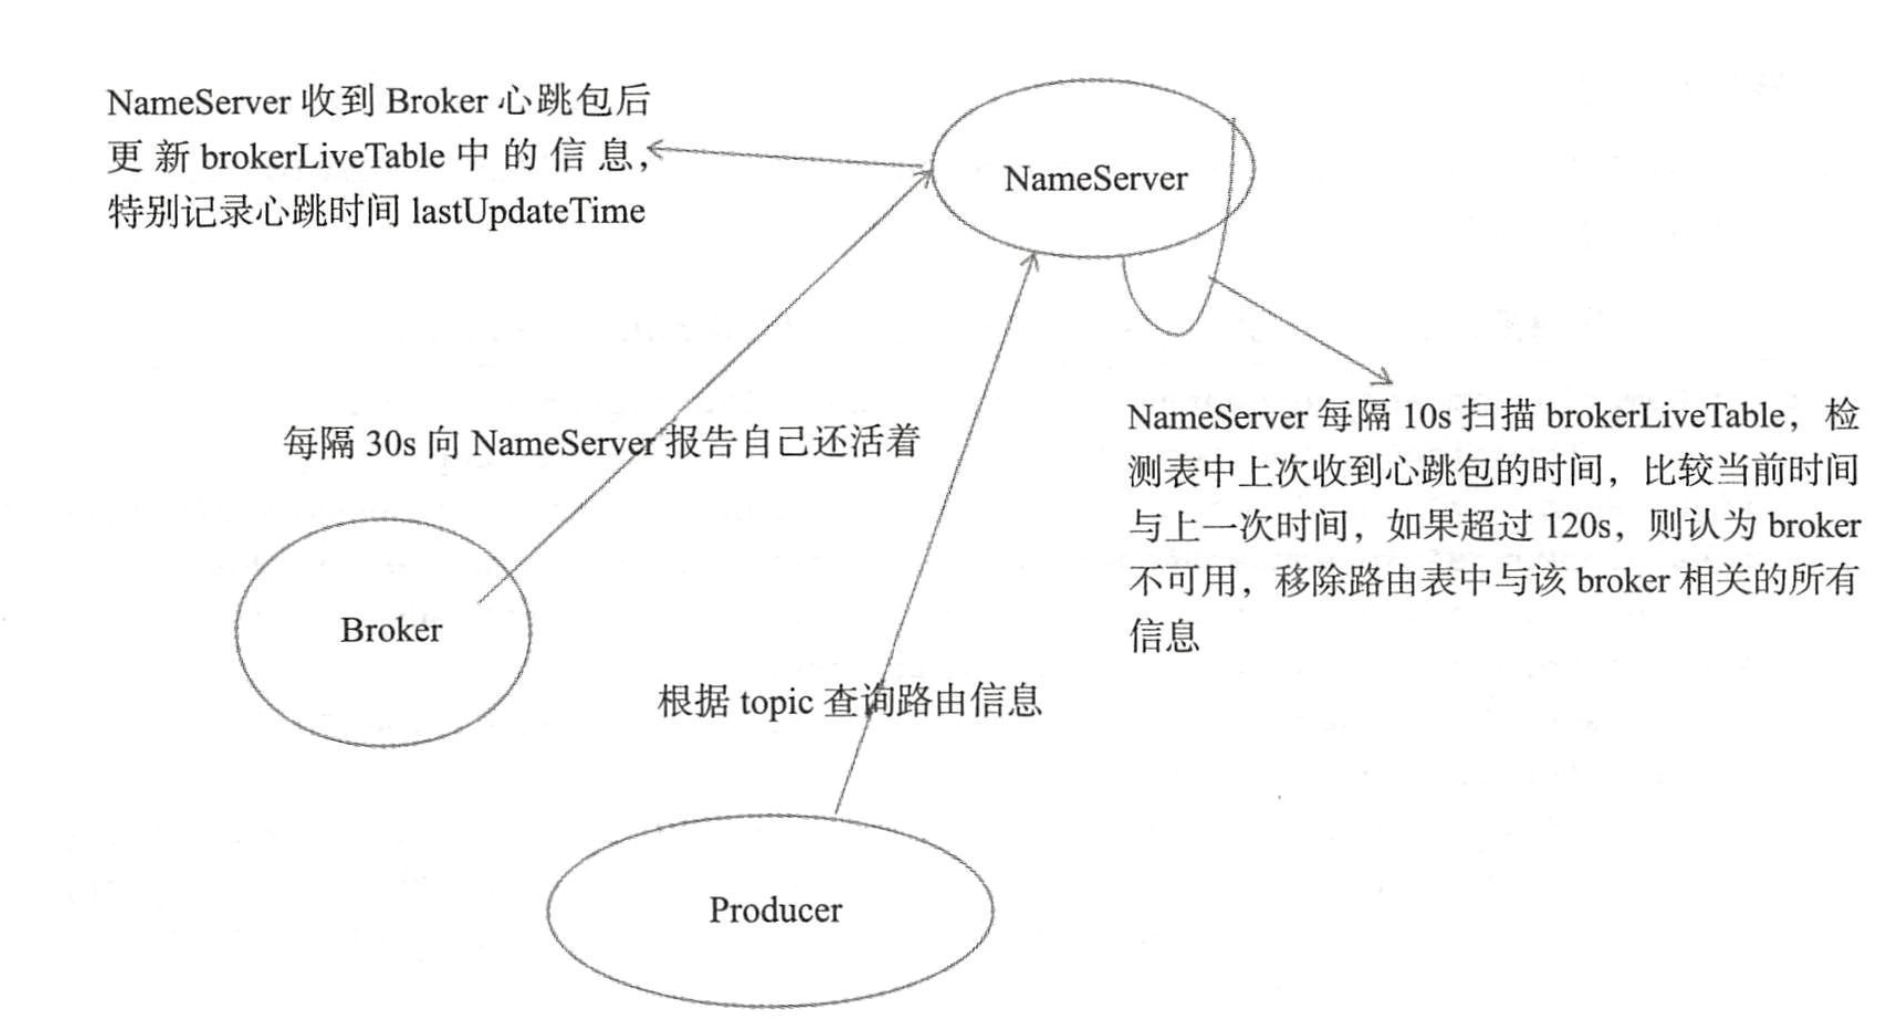 NameServer 收到 Broker 心跳包后
更新 brokerLiveTable 中的信息，
特别记录心跳时间 lastUpdateTime
NameServer
每隔 30s 向 NameServer 报告自己还活着
NameServer 每隔 10s 扫描 brokerLiveTable，检
测表中上次收到心跳包的时间，比较当前时间
与上一次时间，如果超过 120s，则认为 broker
不可用，移除路由表中与该 broker 相关的所有
信息
Broker
根据 topic 查询路由信息
Producer